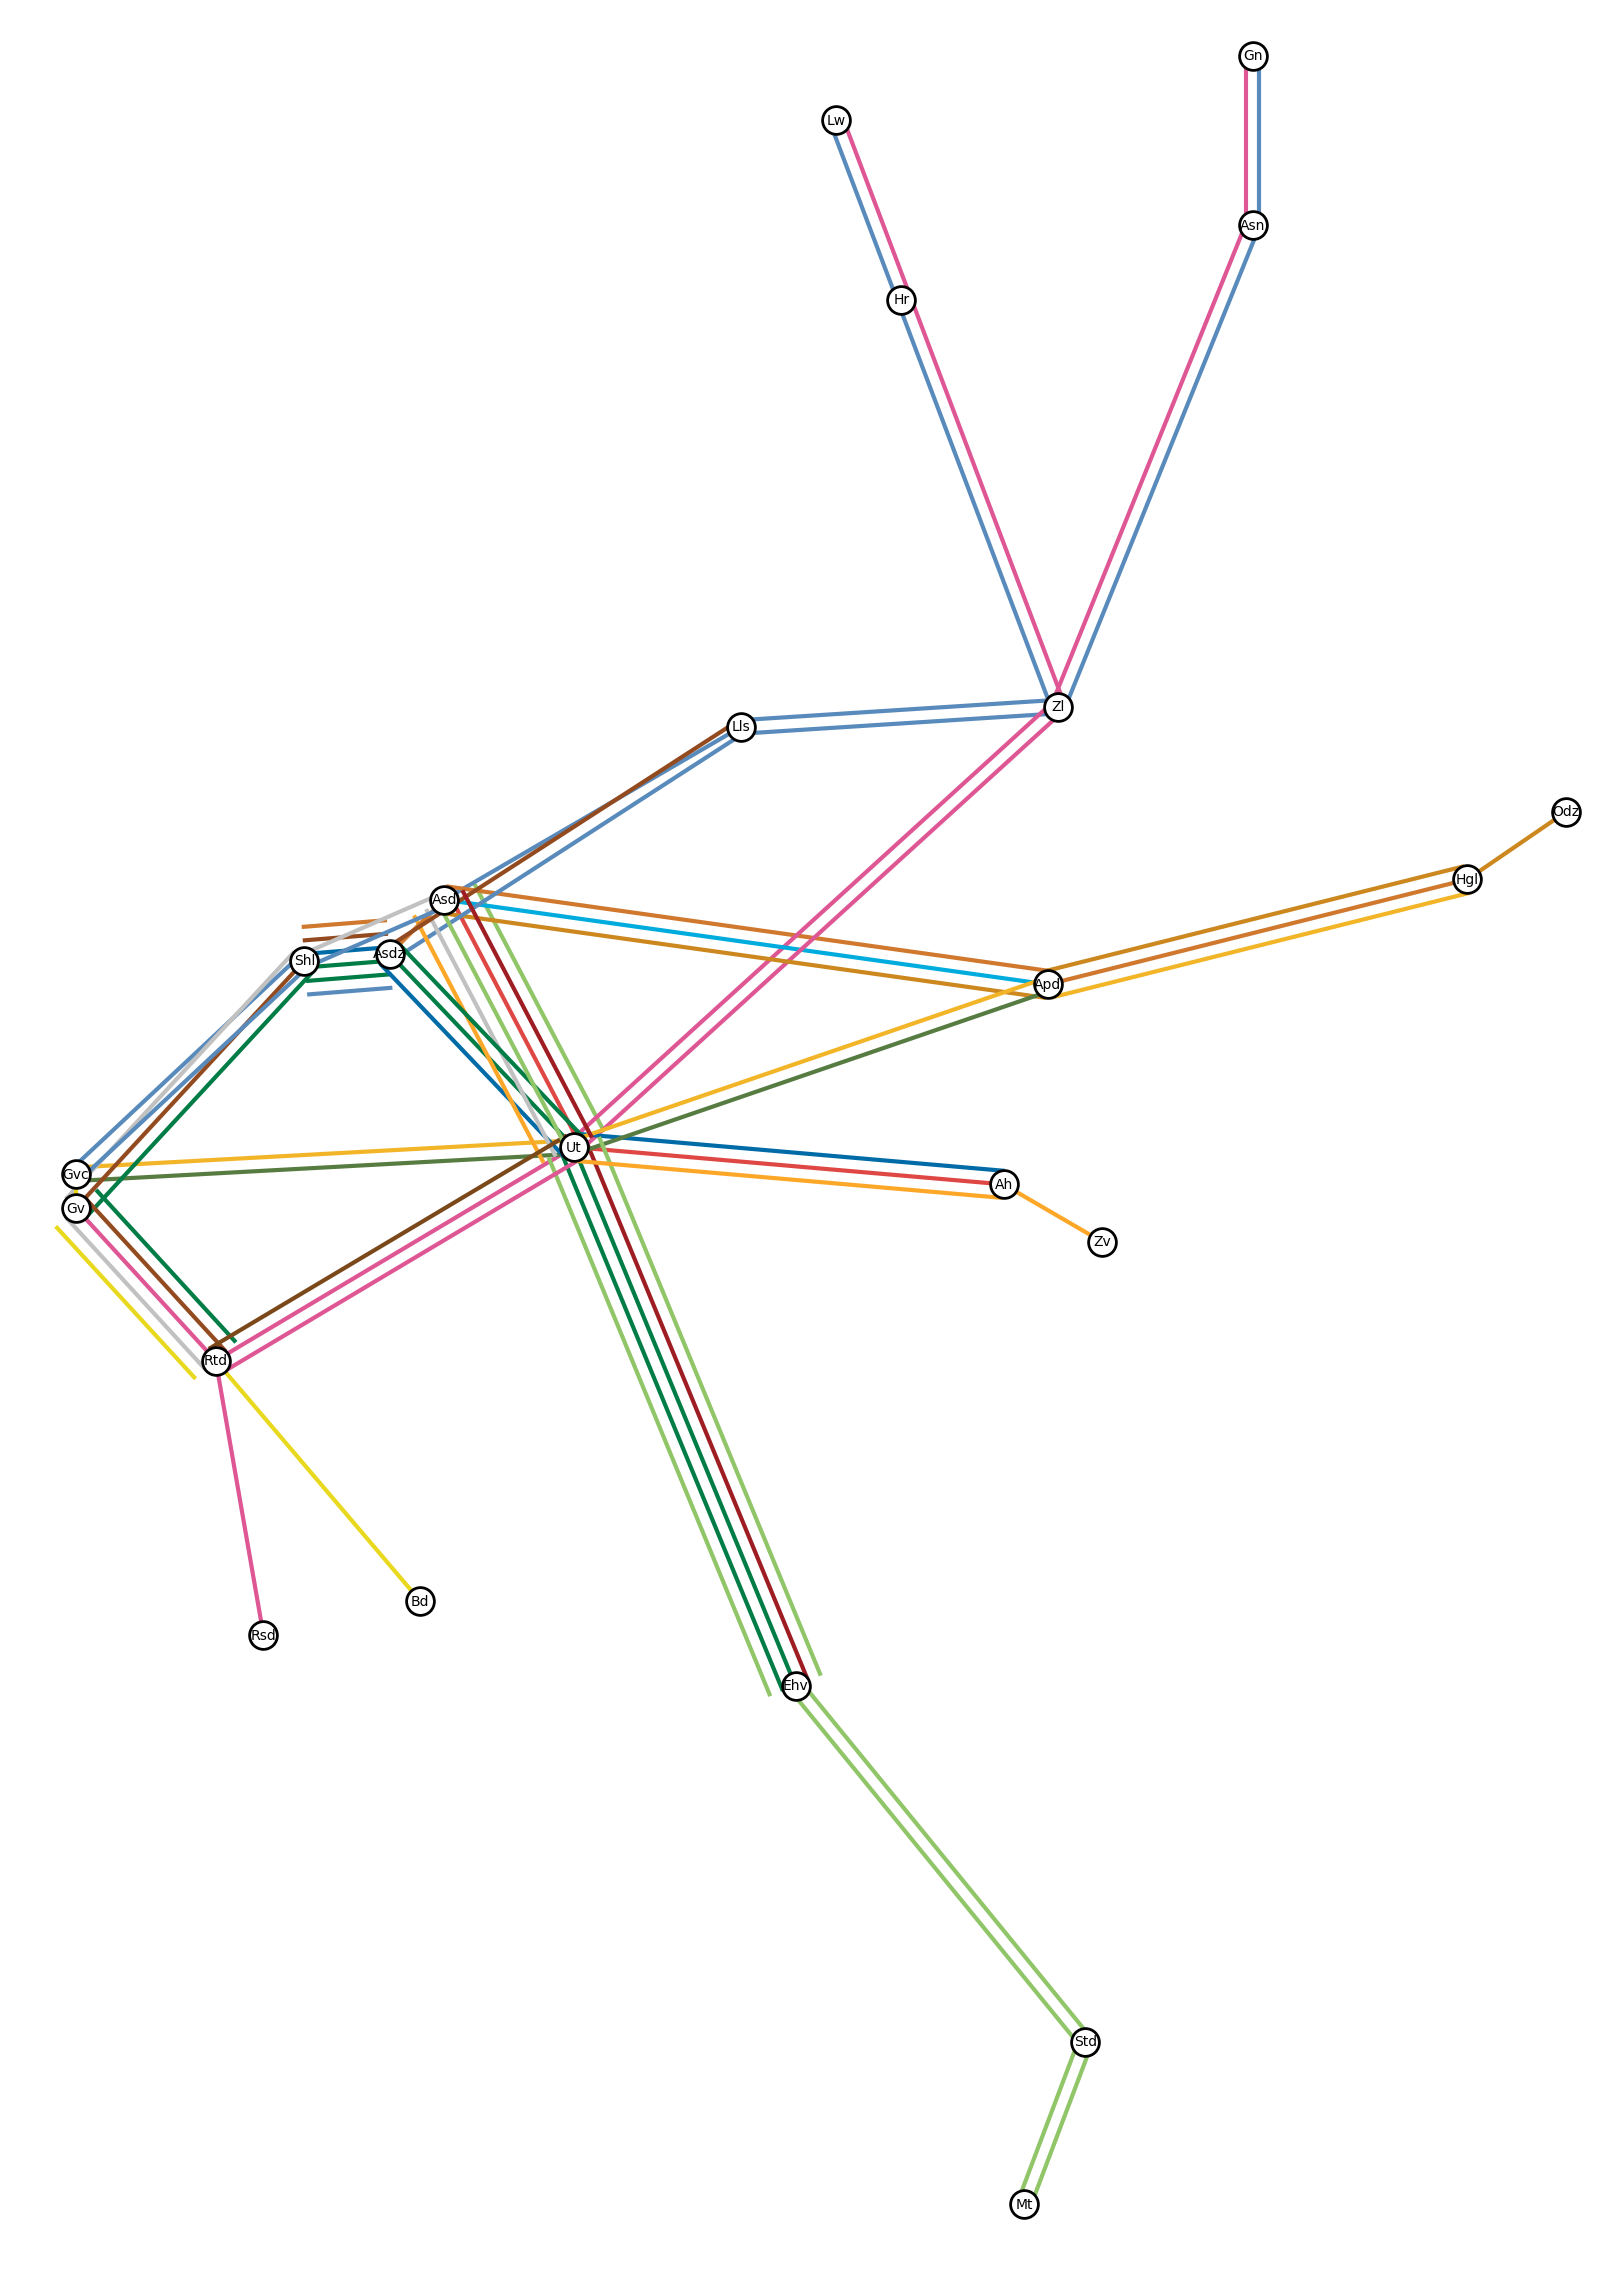 Gn
Lw
Asn
Hr
Zl
Lls
Odz
Hgl
Asd
Asdz
Shl
Apd
Ut
Gvc
Ah
Gv
Zv
Rtd
Bd
Rsd
Ehv
Std
Mt